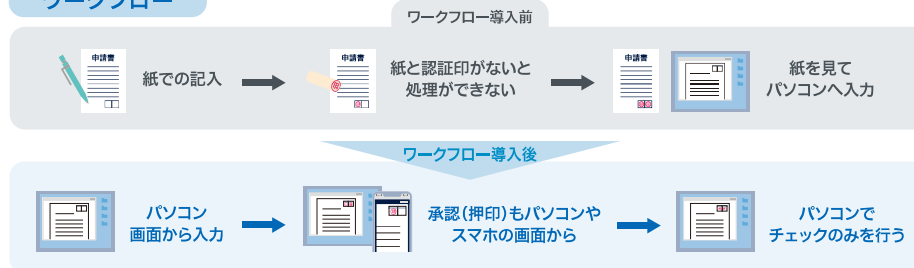 ワークフロー
ワークフロー導入前
申請書
紙での記入
申請書
紙と認証印がないと
処理ができない
申請書
紙を見て
パソコンへ入力
ワークフロー導入後
パソコン
画面から入力
承認(押印)もパソコンや
スマホの画面から
パソコンで
チェックのみを行う